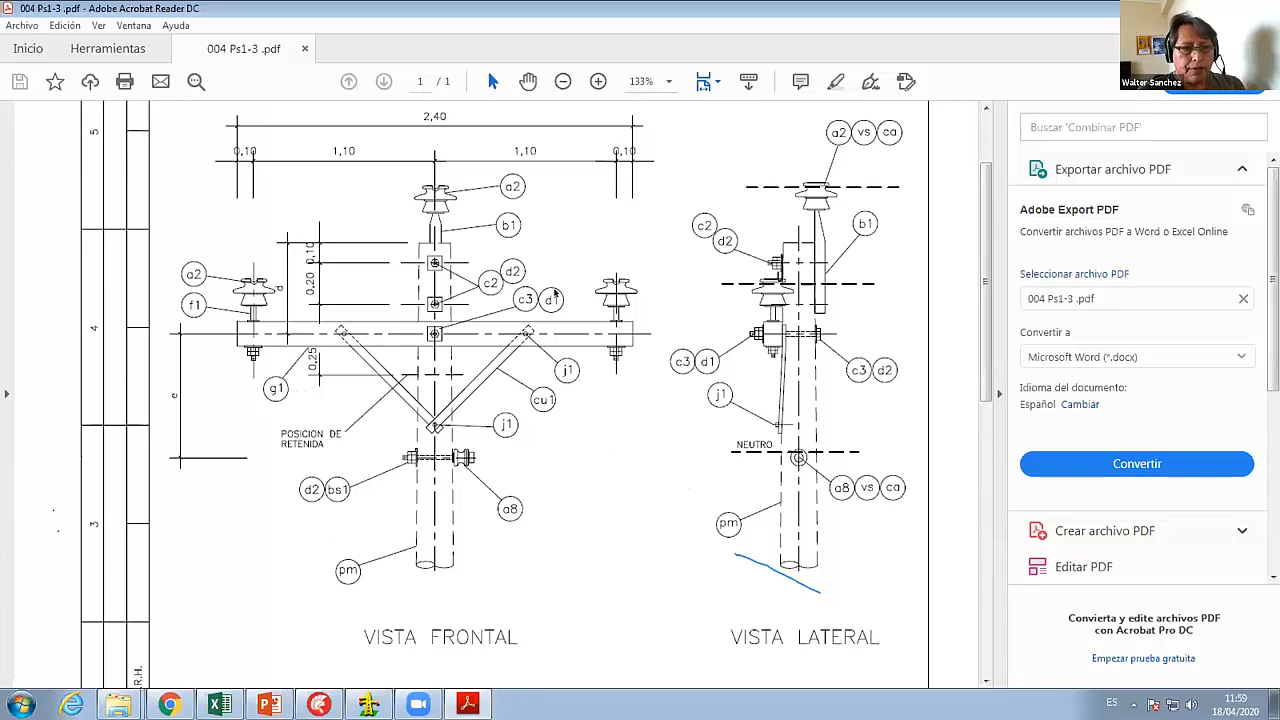 004 Ps1-3 .pdf - Adobe Acrobat Reader DC
Archivo Edición Ver Ventana Ayuda
Inicio Herramientas 004 Ps1-3 .pdf ×
1 / 1 133%
Walter Sanchez
5
4
3
R.H.
2,40
0,10 1,10 1,10 0,10
a2
b1
0,10
0,20
d
c2 d2
c3 d1
a2
f1
0,25
e
g1
j1
cu1
j1
POSICION DE
RETENIDA
d2 bs1
a8
pm
VISTA FRONTAL
a2 vs ca
c2
d2
b1
c3 d1
c3 d2
j1
NEUTRO
a8 vs ca
pm
VISTA LATERAL
Buscar 'Combinar PDF'
Exportar archivo PDF
Adobe Export PDF
Convierta archivos PDF a Word o Excel Online
Seleccionar archivo PDF
004 Ps1-3 .pdf
Convertir a
Microsoft Word (*.docx)
Idioma del documento:
Español Cambiar
Convertir
Crear archivo PDF
Editar PDF
Convierta y edite archivos PDF
con Acrobat Pro DC
Empezar prueba gratuita
ES 11:59
18/04/2020